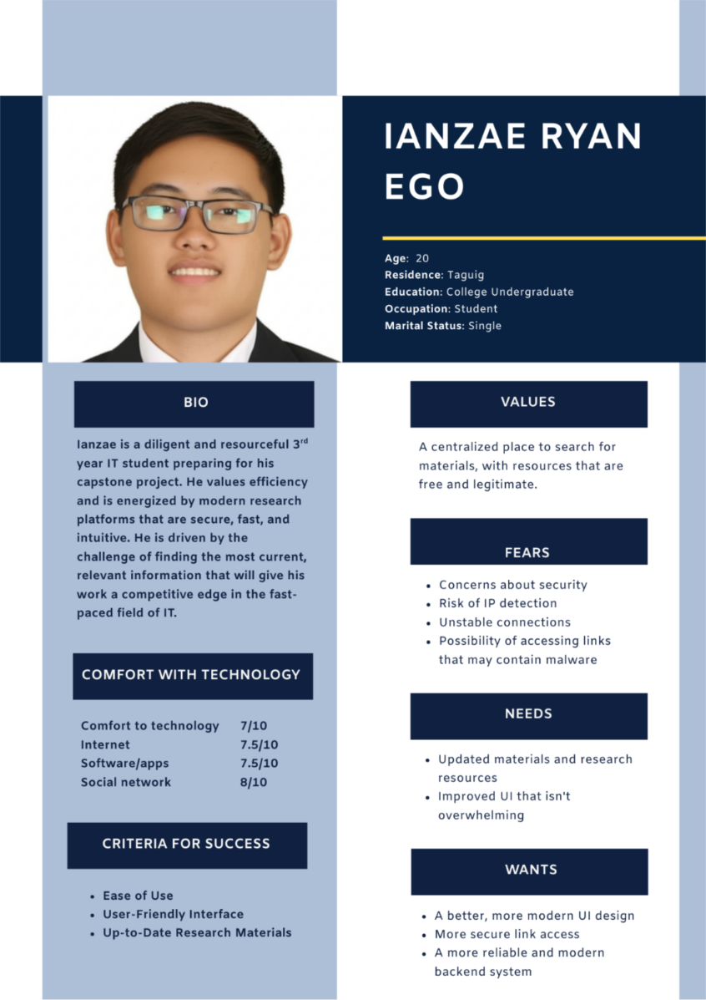 IANZAE RYAN
EGO
Age: 20
Residence: Taguig
Education: College Undergraduate
Occupation: Student
Marital Status: Single
BIO
Ianzae is a diligent and resourceful 3rd
year IT student preparing for his
capstone project. He values efficiency
and is energized by modern research
platforms that are secure, fast, and
intuitive. He is driven by the
challenge of finding the most current,
relevant information that will give his
work a competitive edge in the fast-
paced field of IT.
COMFORT WITH TECHNOLOGY
Comfort to technology 7/10
Internet 7.5/10
Software/apps 7.5/10
Social network 8/10
CRITERIA FOR SUCCESS
• Ease of Use
• User-Friendly Interface
• Up-to-Date Research Materials
VALUES
A centralized place to search for
materials, with resources that are
free and legitimate.
FEARS
• Concerns about security
• Risk of IP detection
• Unstable connections
• Possibility of accessing links
that may contain malware
NEEDS
• Updated materials and research
resources
• Improved UI that isn't
overwhelming
WANTS
• A better, more modern UI design
• More secure link access
• A more reliable and modern
backend system